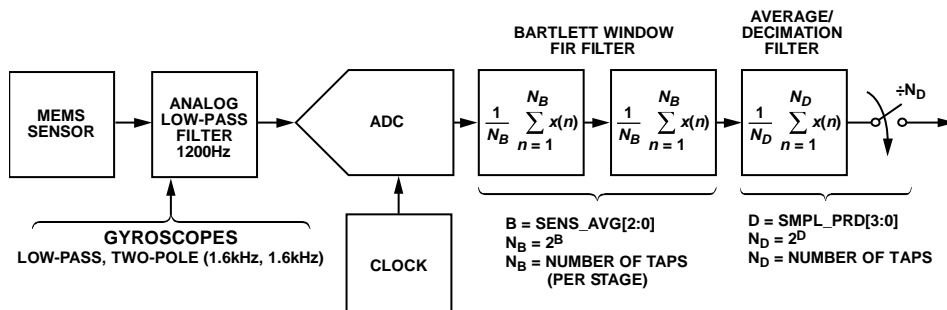 BARTLETT WINDOW
FIR FILTER
AVERAGE/
DECIMATION
FILTER
MEMS
SENSOR
ANALOG
LOW-PASS
FILTER
1200Hz
ADC
1/N_B N_B ∑ x(n) n = 1
1/N_B N_B ∑ x(n) n = 1
1/N_D N_D ∑ x(n) n = 1
÷N_D
GYROSCOPES
LOW-PASS, TWO-POLE (1.6kHz, 1.6kHz)
CLOCK
B = SENS_AVG[2:0]
N_B = 2^B
N_B = NUMBER OF TAPS
(PER STAGE)
D = SMPL_PRD[3:0]
N_D = 2^D
N_D = NUMBER OF TAPS